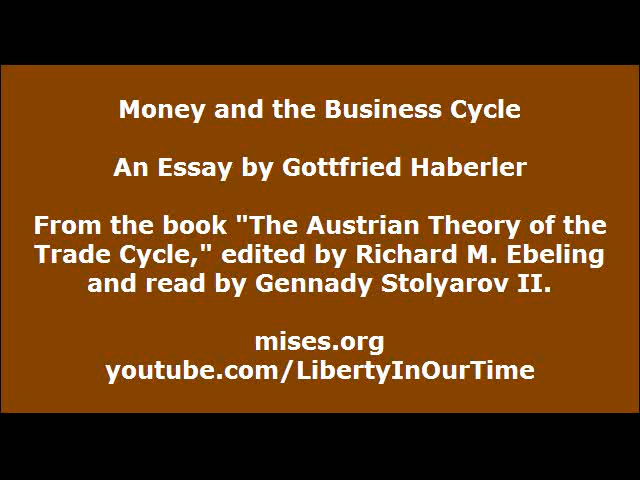 Money and the Business Cycle
An Essay by Gottfried Haberler
From the book "The Austrian Theory of the
Trade Cycle," edited by Richard M. Ebeling
and read by Gennady Stolyarov II.
mises.org
youtube.com/LibertyInOurTime